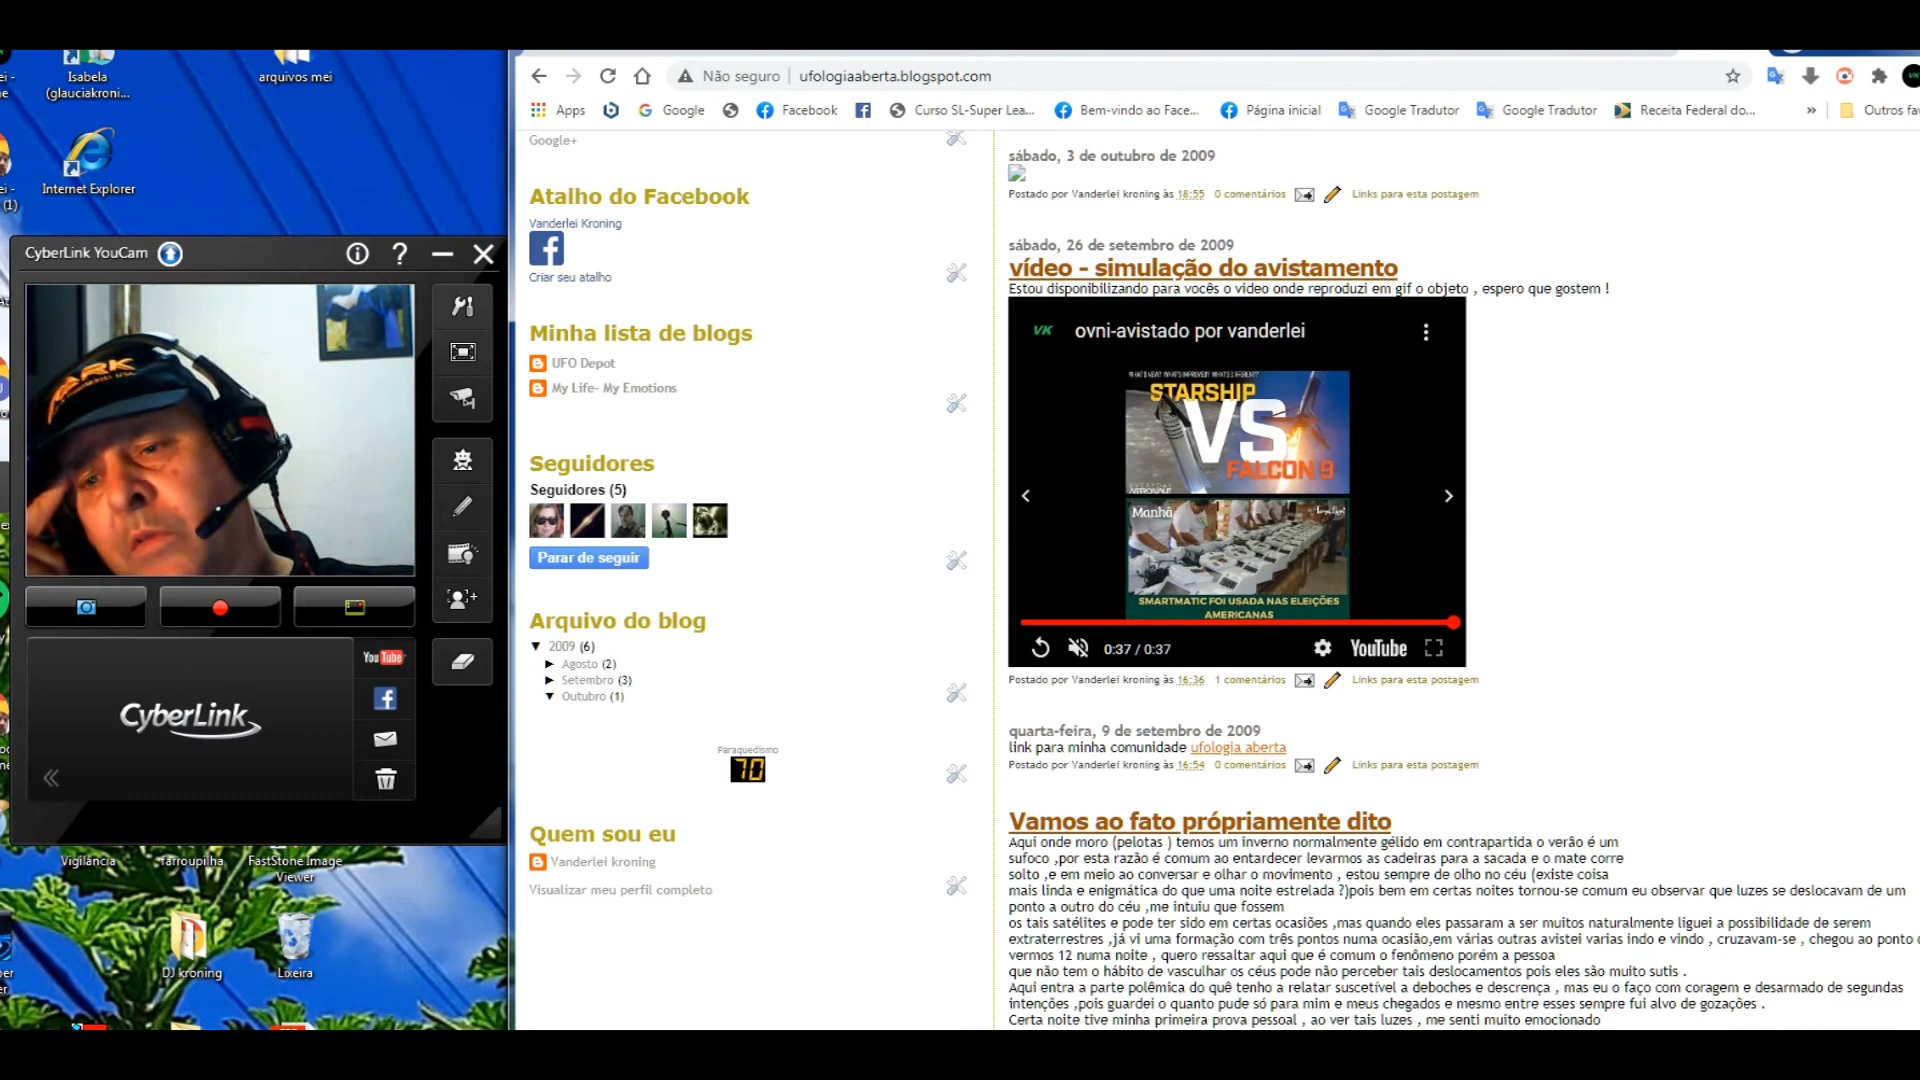 Isabela
(glauciakroni...
arquivos mei
Internet Explorer
CyberLink YouCam
ARK
YouTube
CyberLink
Vigilância
farroupilha
FastStone Image
Viewer
DJ kroning
Lixeira
Não seguro
ufologiaaberta.blogspot.com
Apps
Google
Facebook
Curso SL-Super Lea...
Bem-vindo ao Face...
Página inicial
Google Tradutor
Google Tradutor
Receita Federal do...
»
Outros fav
Google+
Atalho do Facebook
Vanderlei Kroning
Criar seu atalho
Minha lista de blogs
UFO Depot
My Life- My Emotions
Seguidores
Seguidores (5)
Parar de seguir
Arquivo do blog
▼ 2009 (6)
► Agosto (2)
► Setembro (3)
▼ Outubro (1)
Paraquedismo
70
Quem sou eu
Vanderlei kroning
Visualizar meu perfil completo
sábado, 3 de outubro de 2009
Postado por Vanderlei kroning às 18:55 0 comentários Links para esta postagem
sábado, 26 de setembro de 2009
vídeo - simulação do avistamento
Estou disponibilizando para vocês o video onde reproduzi em gif o objeto , espero que gostem !
VK ovni-avistado por vanderlei
WHAT'S NEW? WHAT'S IMPROVED? WHAT'S DIFFERENT?
STARSHIP
VS
FALCON 9
EVERYDAY
ASTRONAUT
Manhã
SMARTMATIC FOI USADA NAS ELEIÇÕES
AMERICANAS
0:37 / 0:37
YouTube
Postado por Vanderlei kroning às 16:36 1 comentários Links para esta postagem
quarta-feira, 9 de setembro de 2009
link para minha comunidade ufologia aberta
Postado por Vanderlei kroning às 16:54 0 comentários Links para esta postagem
Vamos ao fato própriamente dito
Aqui onde moro (pelotas ) temos um inverno normalmente gélido em contrapartida o verão é um
sufoco ,por esta razão é comum ao entardecer levarmos as cadeiras para a sacada e o mate corre
solto ,e em meio ao conversar e olhar o movimento , estou sempre de olho no céu (existe coisa
mais linda e enigmática do que uma noite estrelada ?)pois bem em certas noites tornou-se comum eu observar que luzes se deslocavam de um
ponto a outro do céu ,me intuiu que fossem
os tais satélites e pode ter sido em certas ocasiões ,mas quando eles passaram a ser muitos naturalmente liguei a possibilidade de serem
extraterrestres ,já vi uma formação com três pontos numa ocasião,em várias outras avistei varias indo e vindo , cruzavam-se , chegou ao ponto d
vermos 12 numa noite , quero ressaltar aqui que é comum o fenômeno porém a pessoa
que não tem o hábito de vasculhar os céus pode não perceber tais deslocamentos pois eles são muito sutis .
Aqui entra a parte polêmica do quê tenho a relatar suscetível a deboches e descrença , mas eu o faço com coragem e desarmado de segundas
intenções ,pois guardei o quanto pude só para mim e meus chegados e mesmo entre esses sempre fui alvo de gozações .
Certa noite tive minha primeira prova pessoal , ao ver tais luzes , me senti muito emocionado